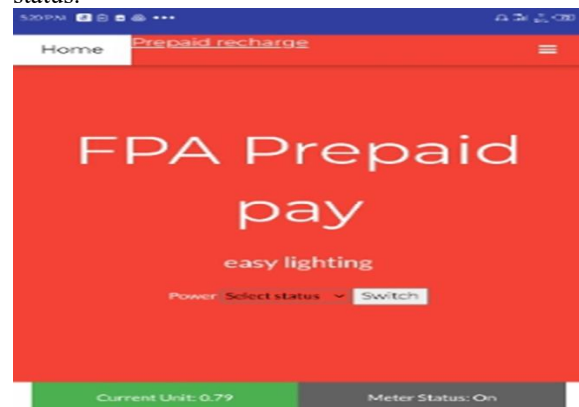 status.
5:20 PM
Home Prepaid recharge
FPA Prepaid
pay
easy lighting
Power Select status Switch
Current Unit: 0.79 Meter Status: On